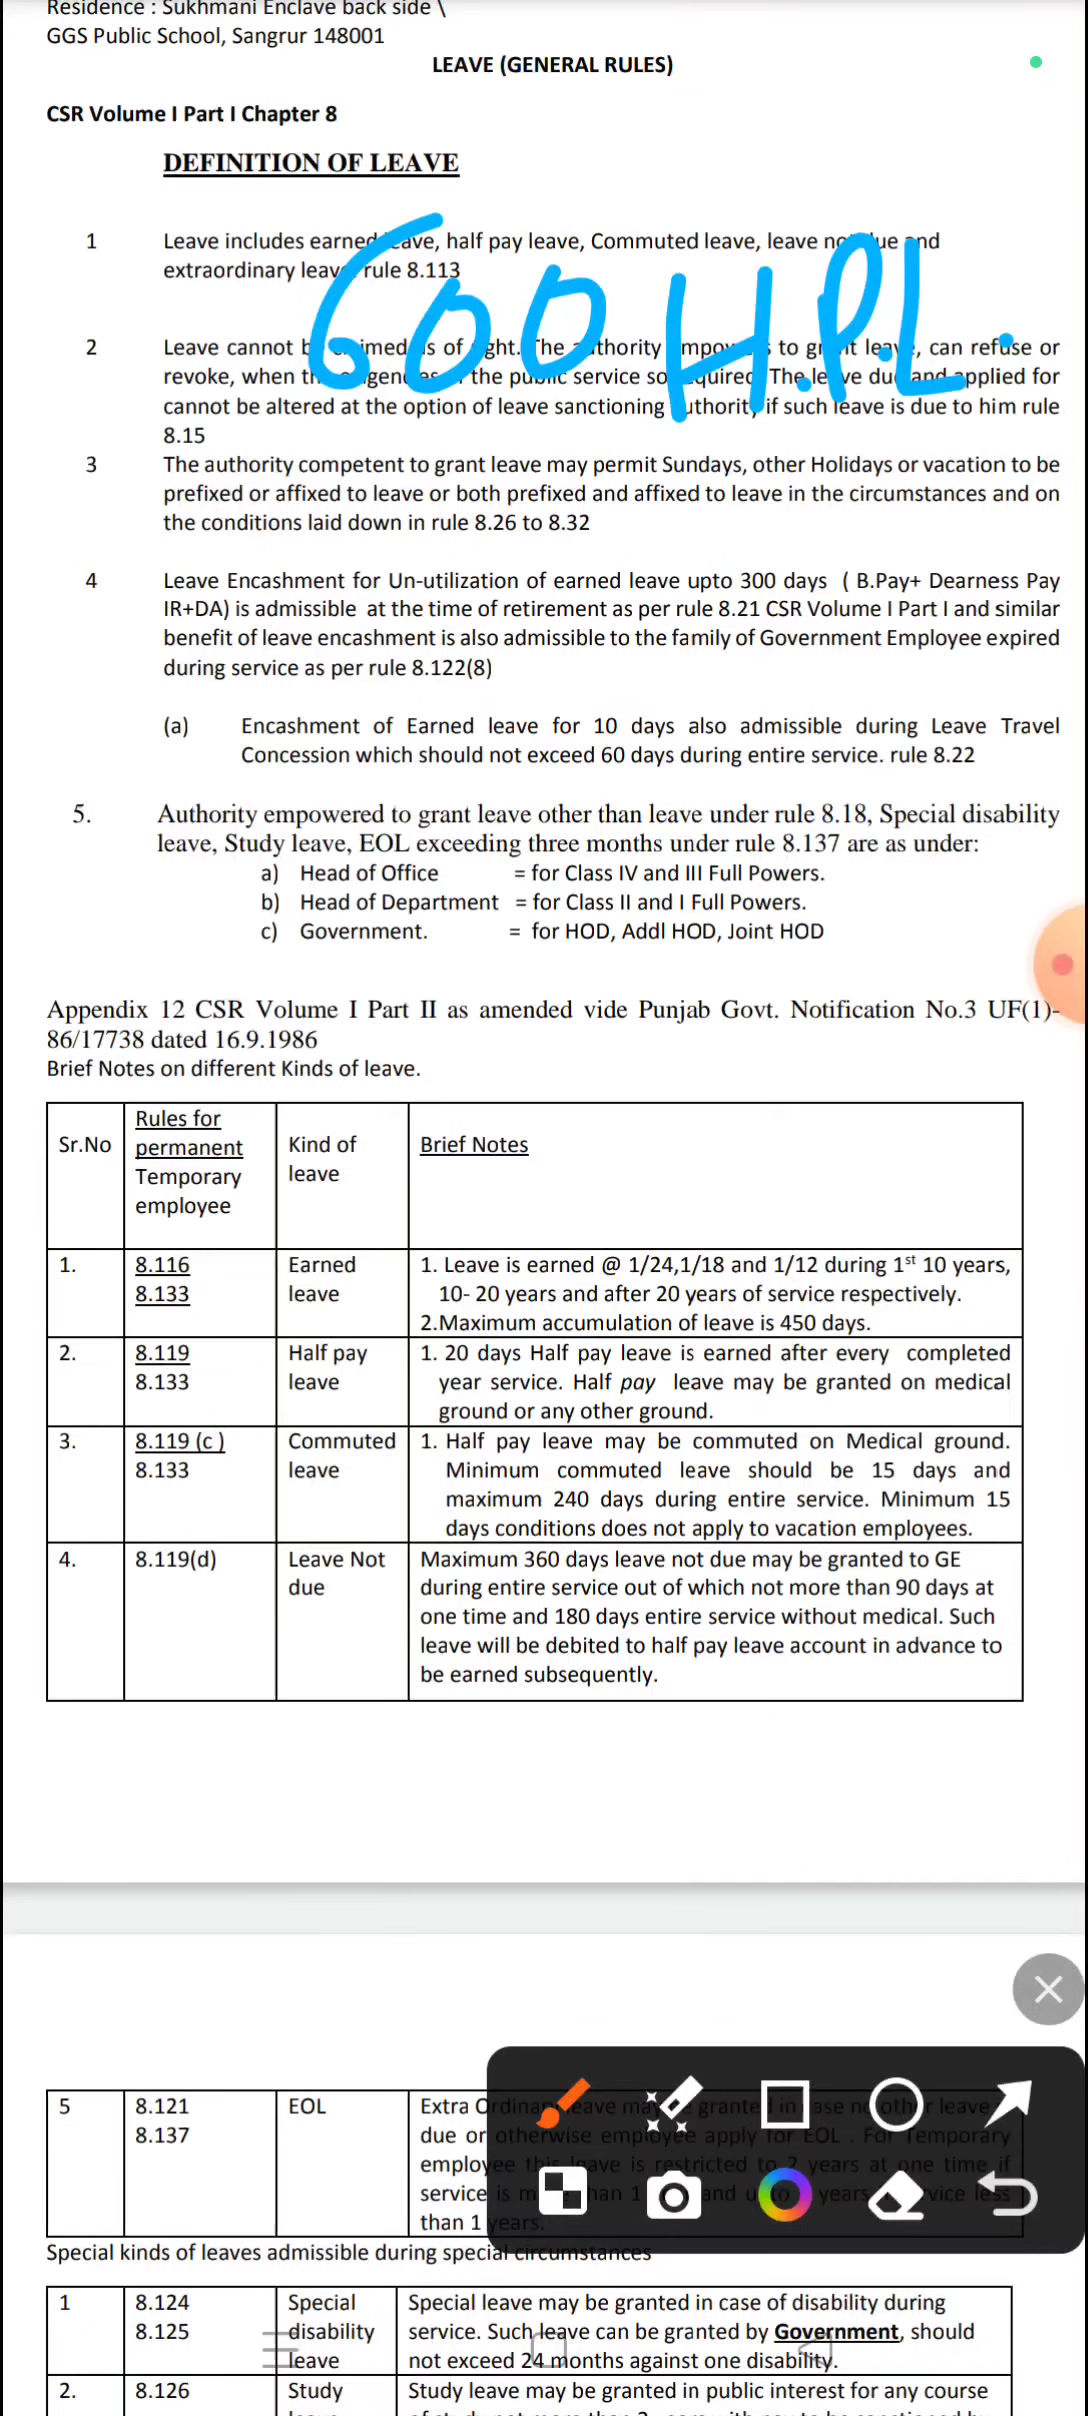 Residence : Sukhmani Enclave back side \
GGS Public School, Sangrur 148001
LEAVE (GENERAL RULES)
CSR Volume I Part I Chapter 8
DEFINITION OF LEAVE
600 H.P.L.
1 Leave includes earned leave, half pay leave, Commuted leave, leave not due and
extraordinary leave rule 8.113
2 Leave cannot be claimed as of right. The authority to grant leave, can refuse or
revoke, when the of the public service so required The leave due and applied for
cannot be altered at the option of leave sanctioning authority if such leave is due to him rule
8.15
3 The authority competent to grant leave may permit Sundays, other Holidays or vacation to be
prefixed or affixed to leave or both prefixed and affixed to leave in the circumstances and on
the conditions laid down in rule 8.26 to 8.32
4 Leave Encashment for Un-utilization of earned leave upto 300 days ( B.Pay+ Dearness Pay
IR+DA) is admissible at the time of retirement as per rule 8.21 CSR Volume I Part I and similar
benefit of leave encashment is also admissible to the family of Government Employee expired
during service as per rule 8.122(8)
(a) Encashment of Earned leave for 10 days also admissible during Leave Travel
Concession which should not exceed 60 days during entire service. rule 8.22
5. Authority empowered to grant leave other than leave under rule 8.18, Special disability
leave, Study leave, EOL exceeding three months under rule 8.137 are as under:
a) Head of Office = for Class IV and III Full Powers.
b) Head of Department = for Class II and I Full Powers.
c) Government. = for HOD, Addl HOD, Joint HOD
Appendix 12 CSR Volume I Part II as amended vide Punjab Govt. Notification No.3 UF(1)-
86/17738 dated 16.9.1986
Brief Notes on different Kinds of leave.
Rules for
Sr.No permanent Kind of Brief Notes
Temporary leave
employee
1. 8.116 Earned 1. Leave is earned @ 1/24,1/18 and 1/12 during 1st 10 years,
8.133 leave 10- 20 years and after 20 years of service respectively.
2.Maximum accumulation of leave is 450 days.
2. 8.119 Half pay 1. 20 days Half pay leave is earned after every completed
8.133 leave year service. Half pay leave may be granted on medical
ground or any other ground.
3. 8.119 (c ) Commuted 1. Half pay leave may be commuted on Medical ground.
8.133 leave Minimum commuted leave should be 15 days and
maximum 240 days during entire service. Minimum 15
days conditions does not apply to vacation employees.
4. 8.119(d) Leave Not Maximum 360 days leave not due may be granted to GE
due during entire service out of which not more than 90 days at
one time and 180 days entire service without medical. Such
leave will be debited to half pay leave account in advance to
be earned subsequently.
5 8.121 EOL Extra Ordinary leave may be granted in case no other leave
8.137 due or otherwise employee apply for EOL . For Temporary
employee this leave is restricted to 2 years at one time if
service is than 1 and years service less
than 1 years.
Special kinds of leaves admissible during special circumstances
1 8.124 Special Special leave may be granted in case of disability during
8.125 disability service. Such leave can be granted by Government, should
leave not exceed 24 months against one disability.
2. 8.126 Study Study leave may be granted in public interest for any course